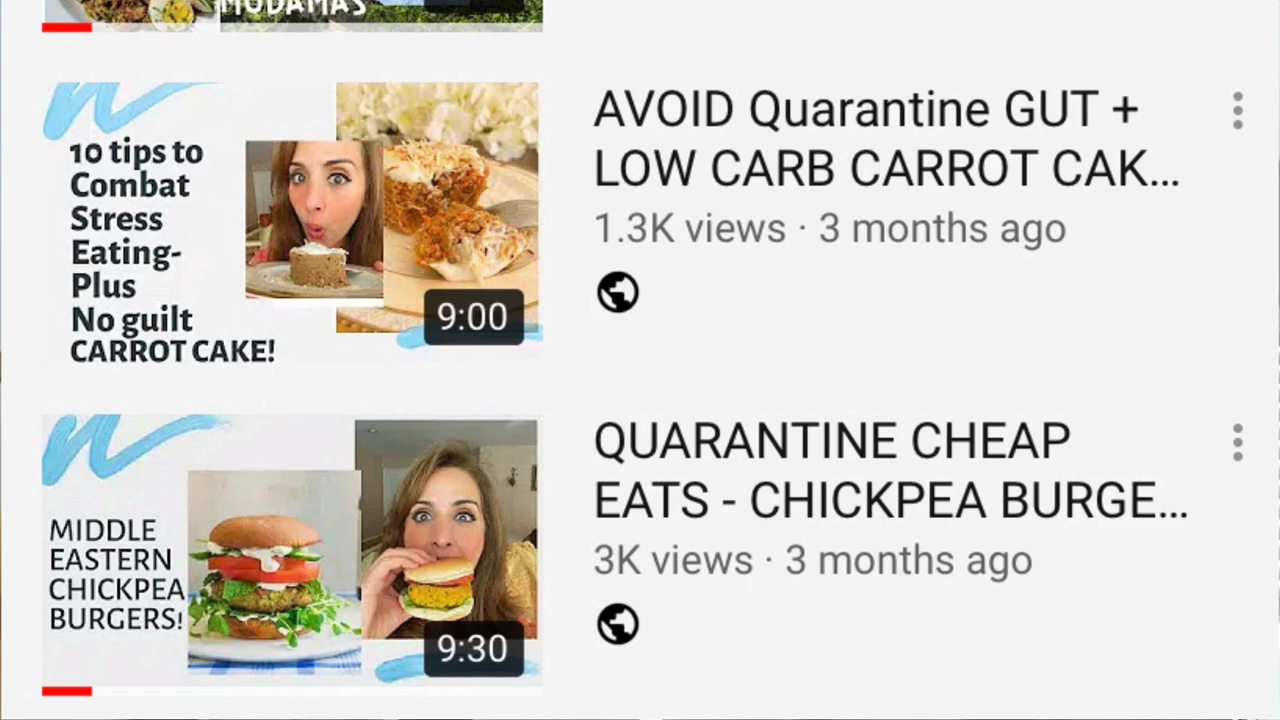 MUDAMAS
10 tips to
Combat
Stress
Eating-
Plus
No guilt
CARROT CAKE!
9:00
AVOID Quarantine GUT +
LOW CARB CARROT CAK...
1.3K views · 3 months ago
MIDDLE
EASTERN
CHICKPEA
BURGERS!
9:30
QUARANTINE CHEAP
EATS - CHICKPEA BURGE...
3K views · 3 months ago